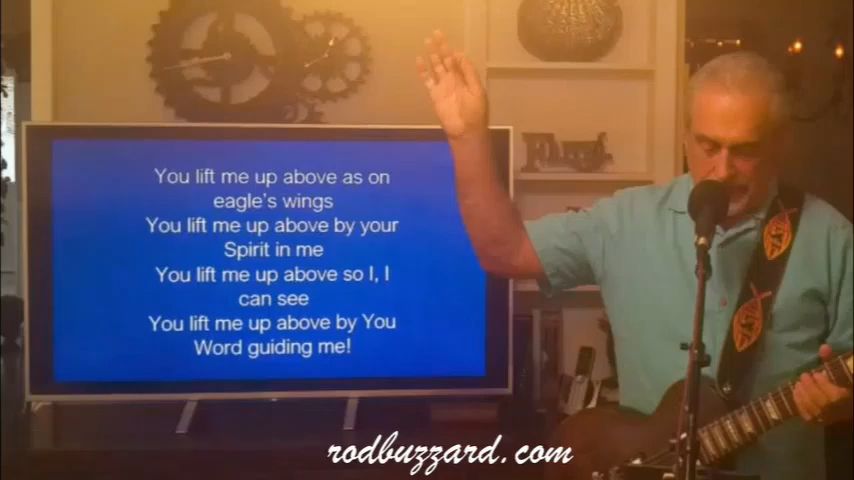 You lift me up above as on
eagle's wings
You lift me up above by your
Spirit in me
You lift me up above so I, I
can see
You lift me up above by You
Word guiding me!
rodbuzzard.com